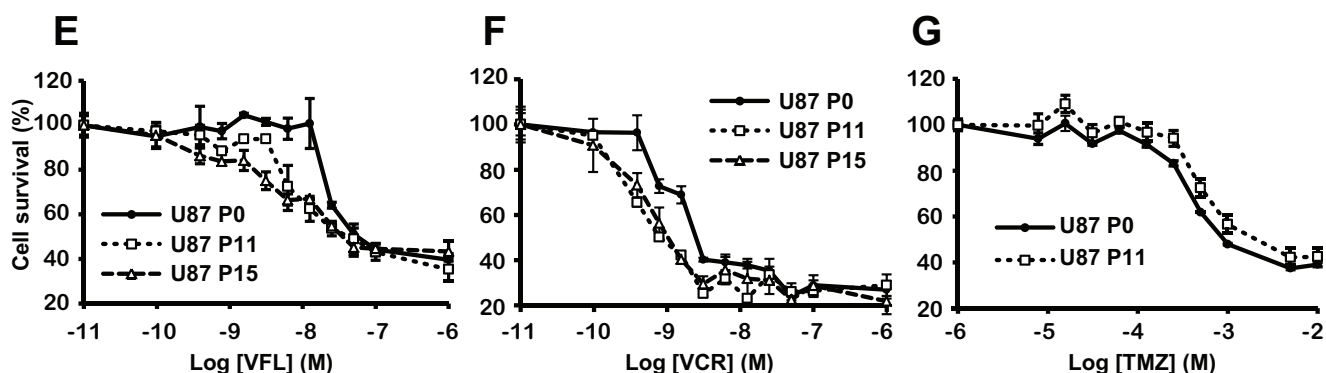 E
Cell survival (%)
120
100
80
60
40
20
U87 P0
U87 P11
U87 P15
-11 -10 -9 -8 -7 -6
Log [VFL] (M)
F
120
100
80
60
40
20
U87 P0
U87 P11
U87 P15
-11 -10 -9 -8 -7 -6
Log [VCR] (M)
G
120
100
80
60
40
20
U87 P0
U87 P11
-6 -5 -4 -3 -2
Log [TMZ] (M)